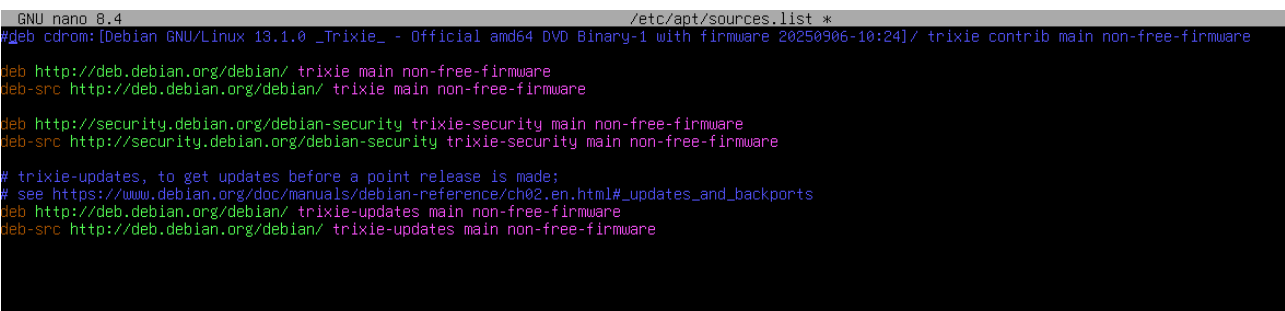 GNU nano 8.4 /etc/apt/sources.list *
#deb cdrom:[Debian GNU/Linux 13.1.0 _Trixie_ - Official amd64 DVD Binary-1 with firmware 20250906-10:24]/ trixie contrib main non-free-firmware
deb http://deb.debian.org/debian/ trixie main non-free-firmware
deb-src http://deb.debian.org/debian/ trixie main non-free-firmware
deb http://security.debian.org/debian-security trixie-security main non-free-firmware
deb-src http://security.debian.org/debian-security trixie-security main non-free-firmware
# trixie-updates, to get updates before a point release is made;
# see https://www.debian.org/doc/manuals/debian-reference/ch02.en.html#_updates_and_backports
deb http://deb.debian.org/debian/ trixie-updates main non-free-firmware
deb-src http://deb.debian.org/debian/ trixie-updates main non-free-firmware